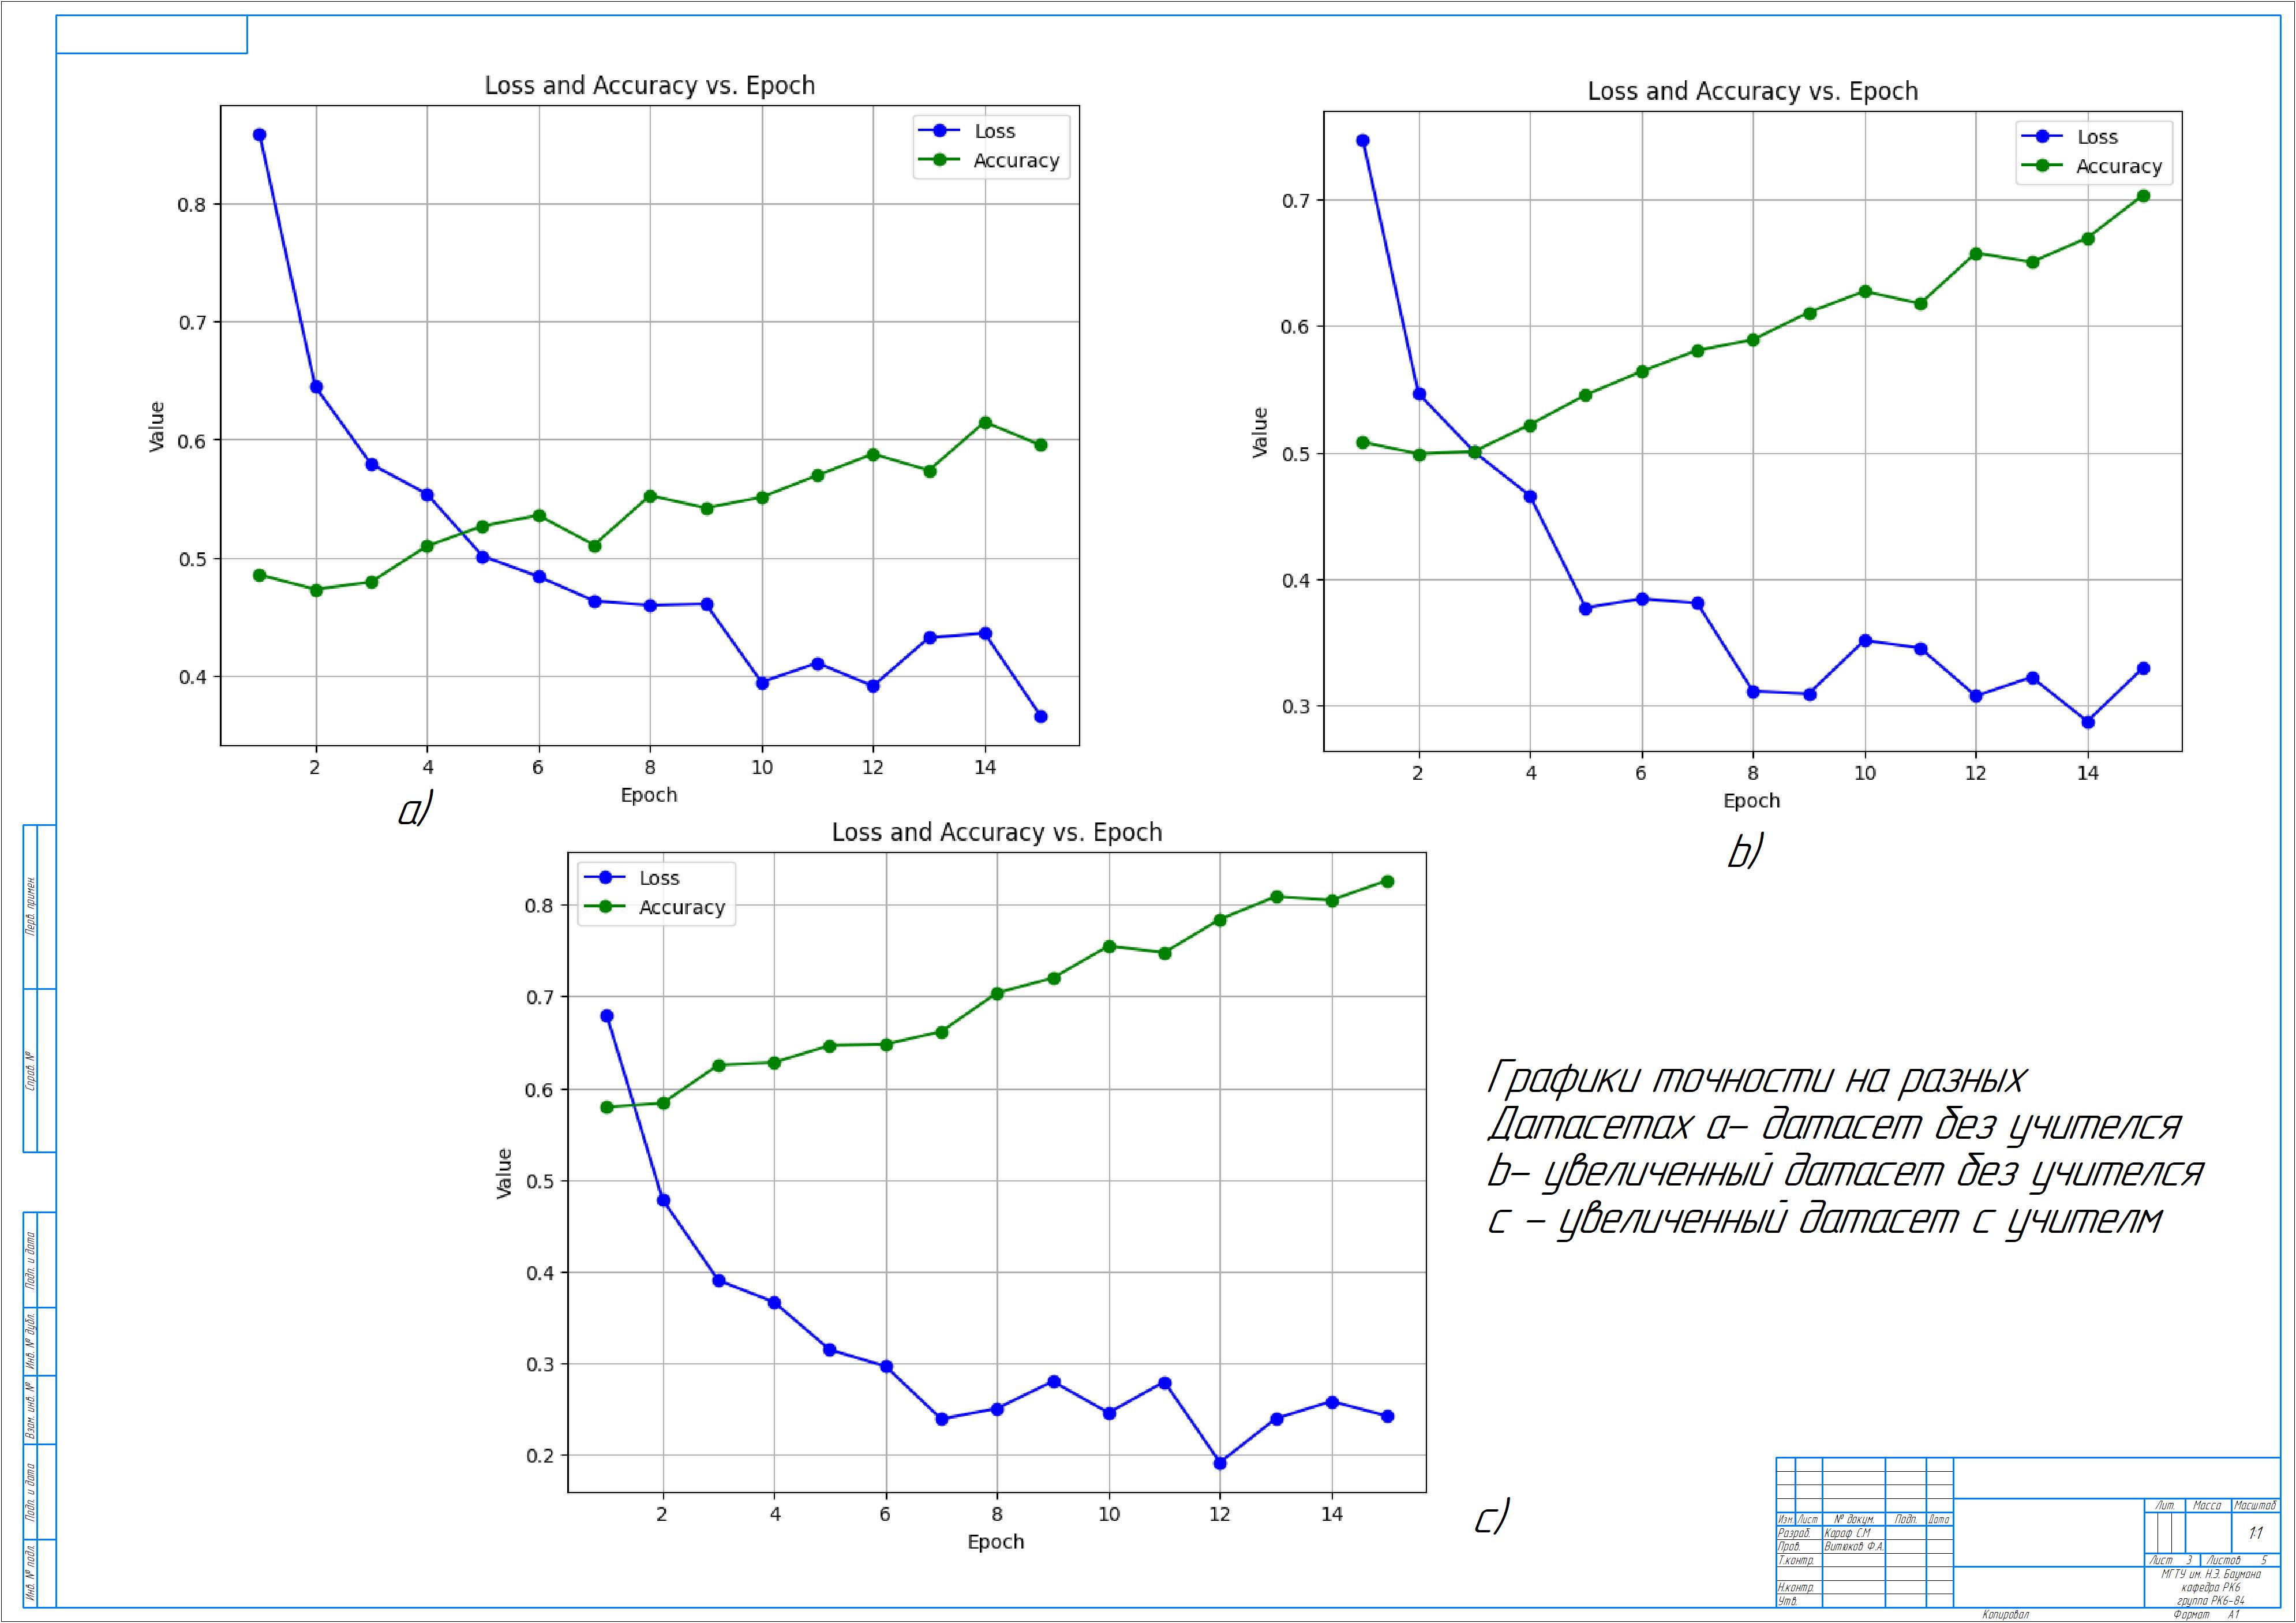 Loss and Accuracy vs. Epoch
Loss
Accuracy
0.8
0.7
0.6
0.5
0.4
Value
2 4 6 8 10 12 14
Epoch
a)
Loss and Accuracy vs. Epoch
Loss
Accuracy
0.7
0.6
0.5
0.4
0.3
Value
2 4 6 8 10 12 14
Epoch
b)
Loss and Accuracy vs. Epoch
Loss
Accuracy
0.8
0.7
0.6
0.5
0.4
0.3
0.2
Value
2 4 6 8 10 12 14
Epoch
c)
Графики точности на разных
Датасетах а- датасет без учителся
b- увеличенный датасет без учителся
с - увеличенный датасет с учителм
Перв. примен.
Справ. №
Подп. и дата
Инв. № дубл.
Взам. инв. №
Подп. и дата
Инв. № подл.
Изм. Лист № докум. Подп. Дата
Разраб. Караф СМ
Пров. Витюков Ф.А.
Т.контр.
Н.контр.
Утв.
Лит. Масса Масштаб
1:1
Лист 3 Листов 5
МГТУ им. Н.Э. Баумана
кафедра РК6
группа РК6-84
Копировал Формат А1